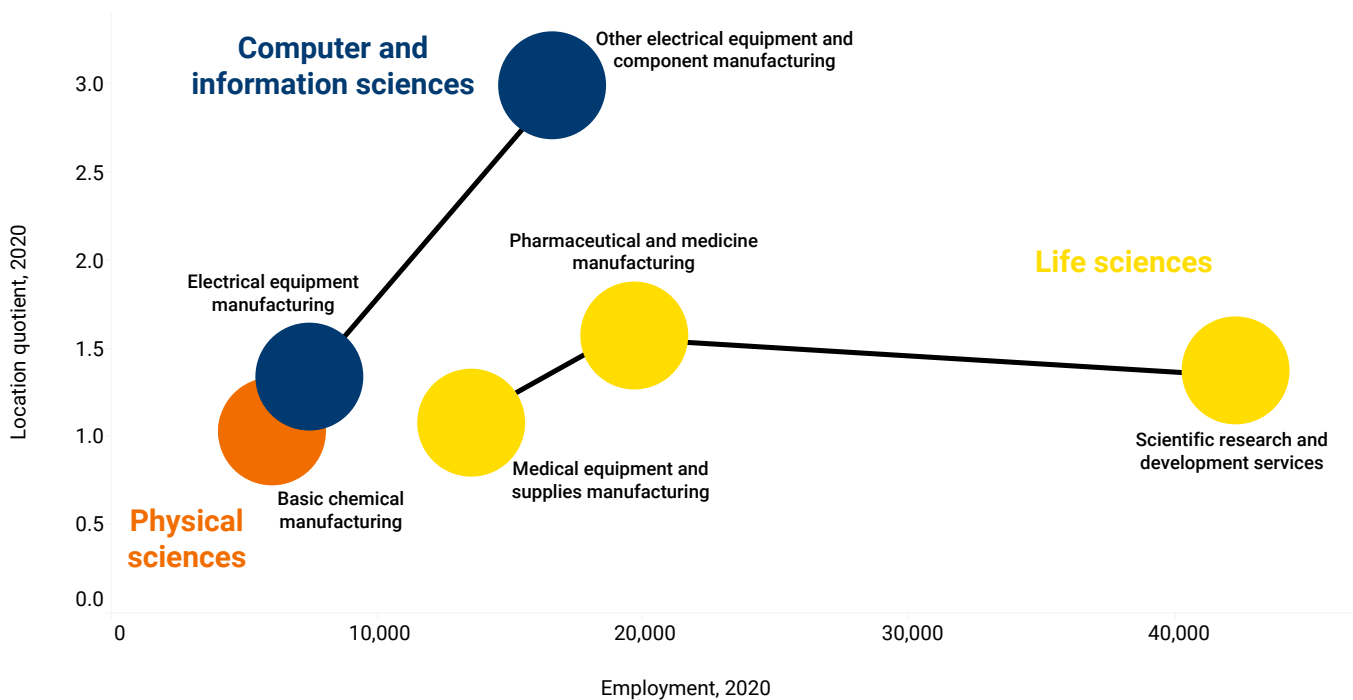 Computer and
information sciences
Other electrical equipment and
component manufacturing
3.0
2.5
2.0
1.5
1.0
0.5
0.0
Location quotient, 2020
Pharmaceutical and medicine
manufacturing
Life sciences
Electrical equipment
manufacturing
Scientific research and
development services
Medical equipment and
supplies manufacturing
Basic chemical
manufacturing
Physical
sciences
0
10,000
20,000
30,000
40,000
Employment, 2020